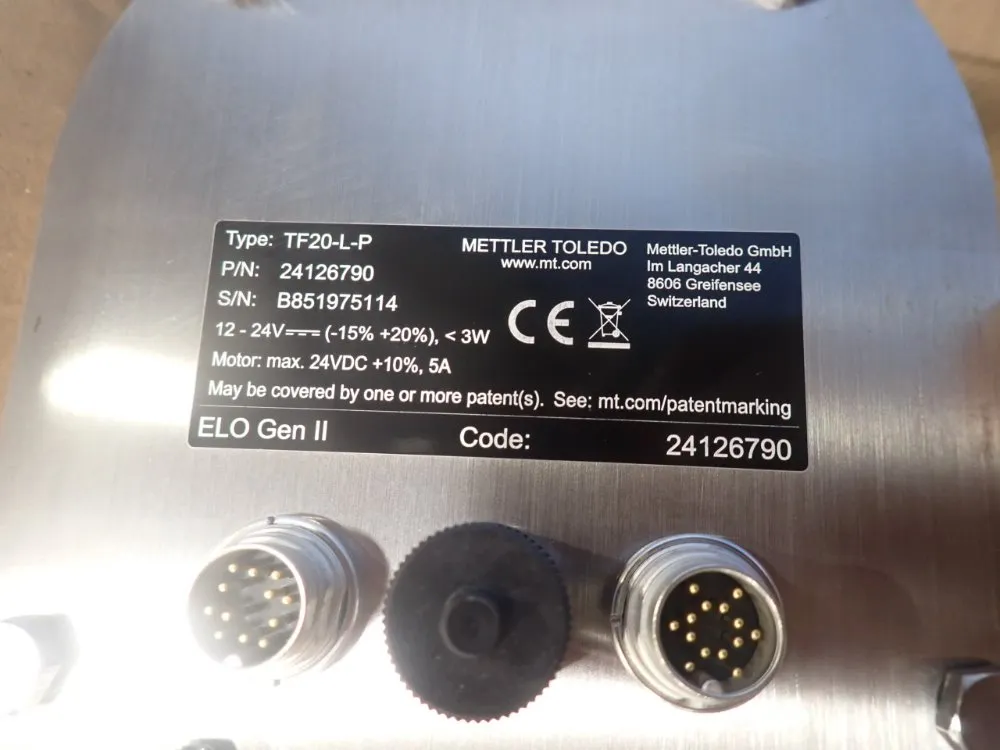 Type: TF20-L-P
P/N: 24126790
S/N: B851975114
12 - 24V⎓ (-15% +20%), < 3W
Motor: max. 24VDC +10%, 5A
May be covered by one or more patent(s). See: mt.com/patentmarking
METTLER TOLEDO
www.mt.com
CE
Mettler-Toledo GmbH
Im Langacher 44
8606 Greifensee
Switzerland
ELO Gen II Code: 24126790